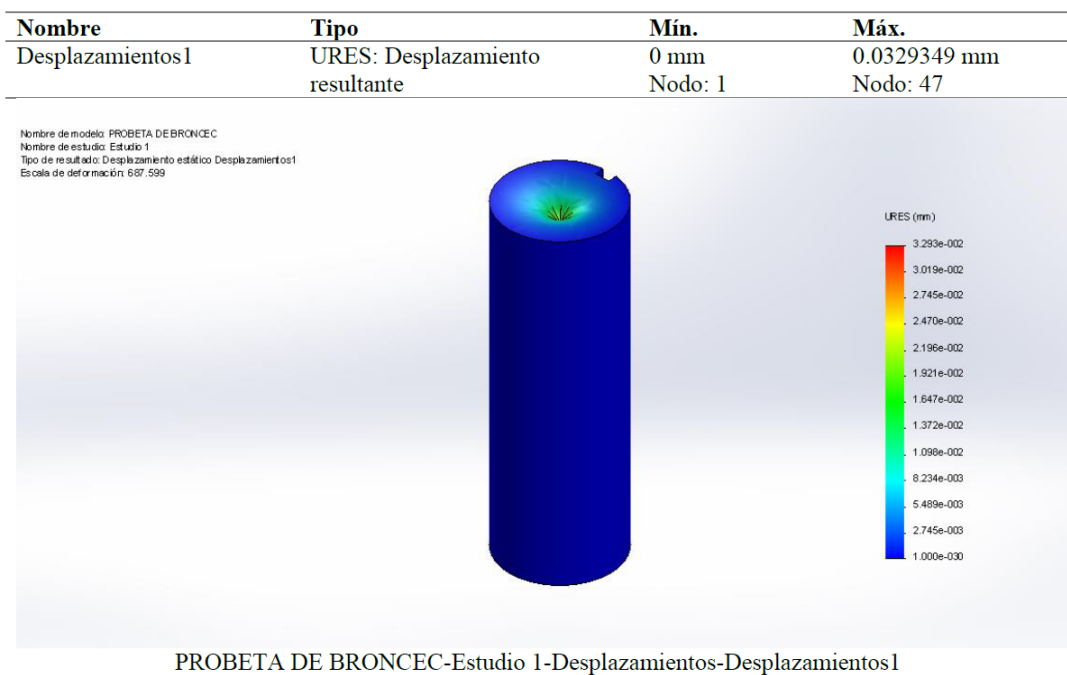 Nombre Tipo Mín. Máx.
Desplazamientos1 URES: Desplazamiento 0 mm 0.0329349 mm
resultante Nodo: 1 Nodo: 47
Nombre de modelo: PROBETA DE BRONCEC
Nombre de estudio: Estudio 1
Tipo de resultado: Desplazamiento estático Desplazamientos1
Escala de deformación: 687.599
URES (mm)
3.293e-002
3.019e-002
2.745e-002
2.470e-002
2.196e-002
1.921e-002
1.647e-002
1.372e-002
1.098e-002
8.234e-003
5.489e-003
2.745e-003
1.000e-030
PROBETA DE BRONCEC-Estudio 1-Desplazamientos-Desplazamientos1